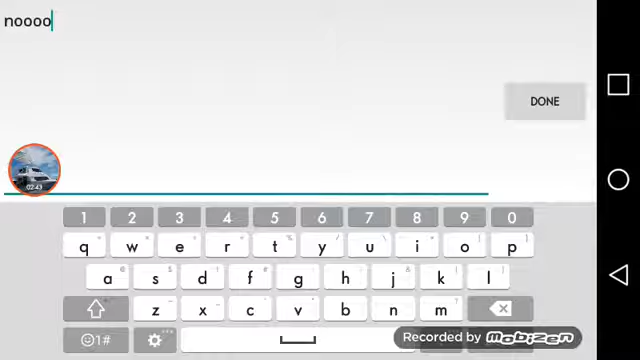 noooo
DONE
02:43
1 2 3 4 5 6 7 8 9 0
q w e r t y u i o p
a s d f g h j k l
z x c v b n m
1#
Recorded by mobizen